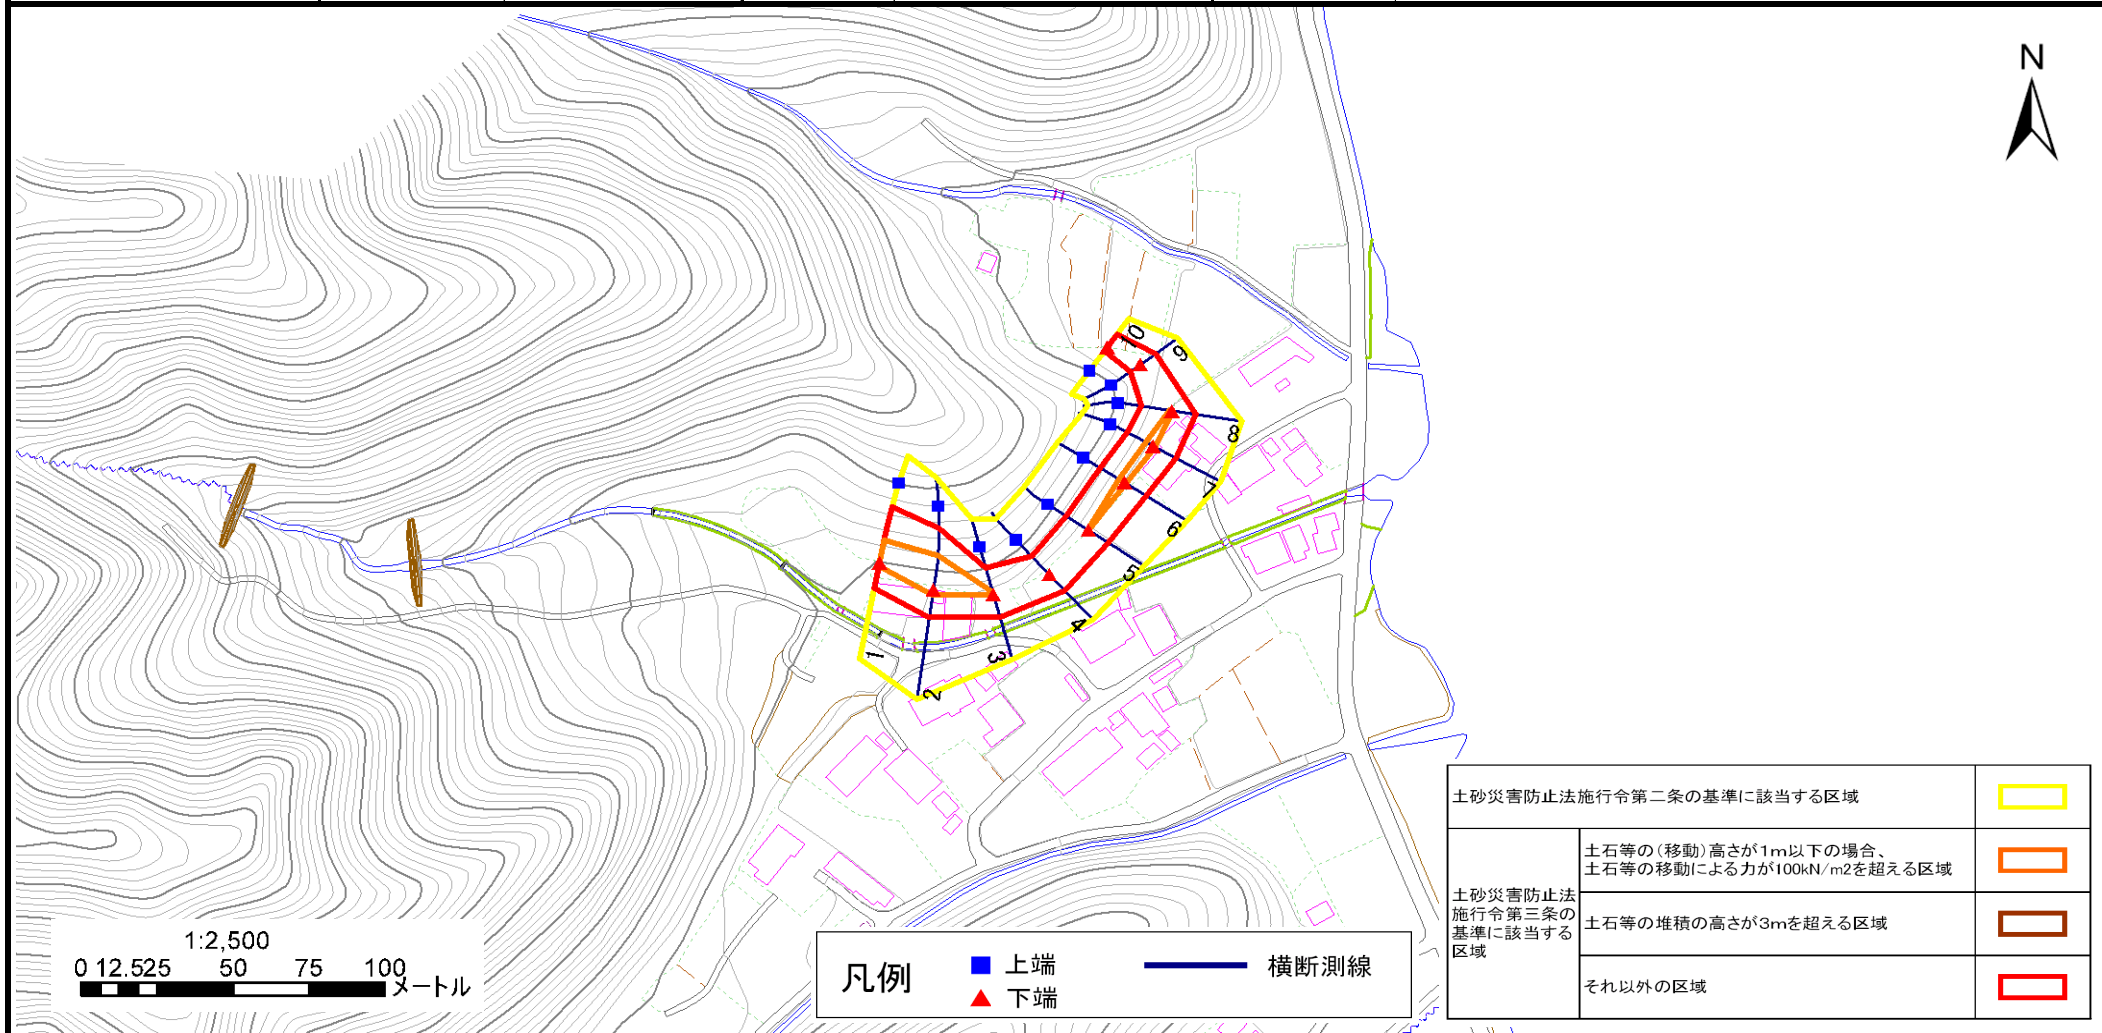 N
10
9
8
7
6
5
4
3
2
1
1:2,500
0 12.525 50 75 100
メートル
凡例
上端
下端
横断測線
土砂災害防止法施行令第二条の基準に該当する区域
土砂災害防止法
施行令第三条の
基準に該当する
区域
土石等の(移動)高さが1m以下の場合、
土石等の移動による力が100kN/m2を超える区域
土石等の堆積の高さが3mを超える区域
それ以外の区域